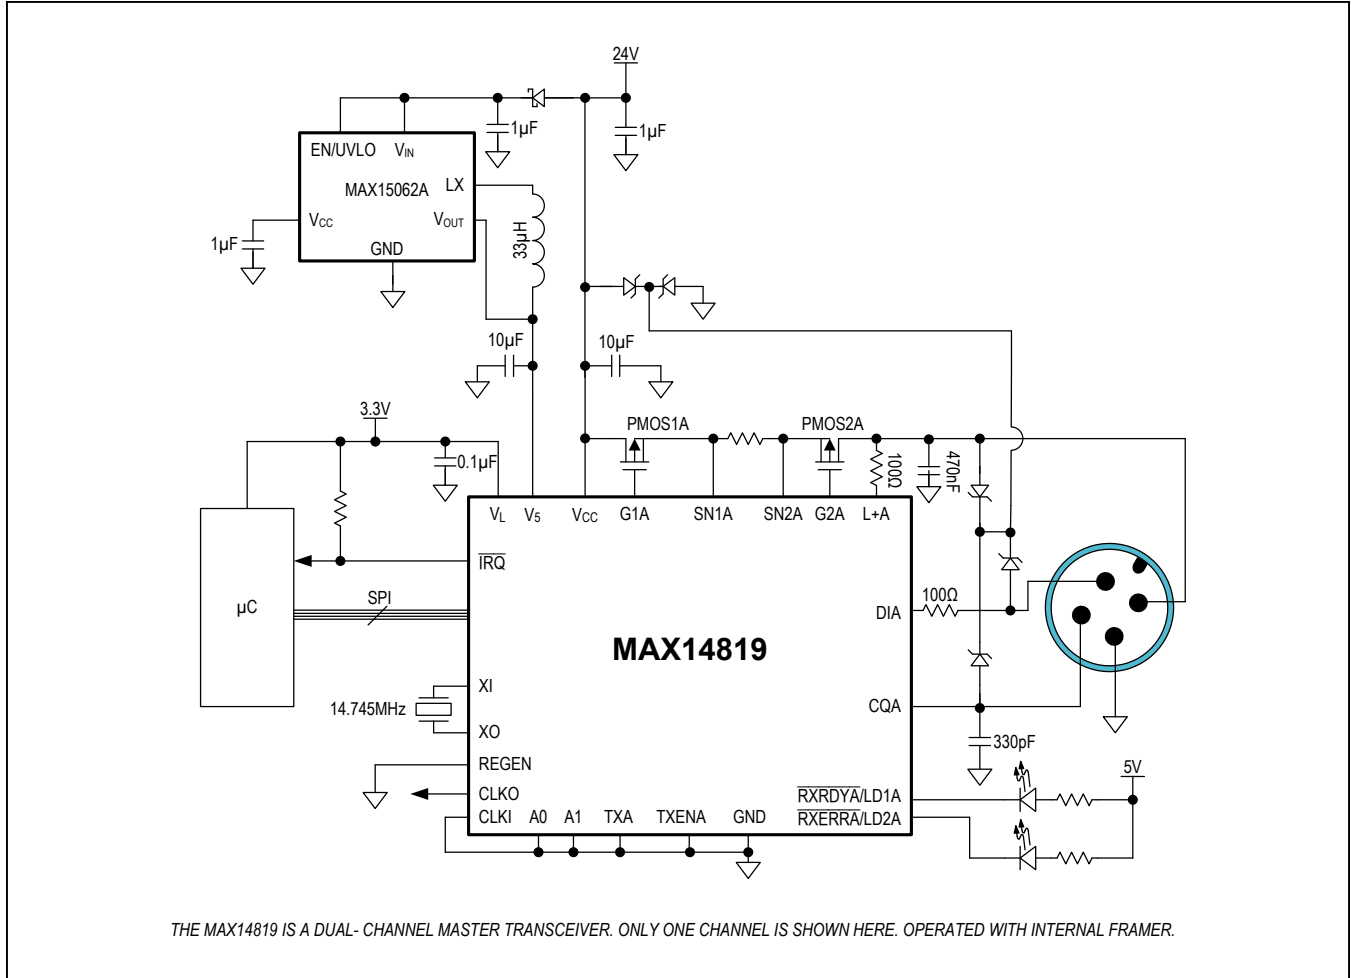 24V
1µF
1µF
EN/UVLO
VIN
MAX15062A
LX
VCC
VOUT
GND
1µF
33µH
10µF
10µF
3.3V
0.1µF
PMOS1A
PMOS2A
100Ω
470nF
VL
V5
VCC
G1A
SN1A
SN2A
G2A
L+A
IRQ
µC
SPI
DIA
100Ω
MAX14819
XI
14.745MHz
XO
CQA
330pF
REGEN
CLKO
CLKI
A0
A1
TXA
TXENA
GND
RXRDYA/LD1A
RXERRA/LD2A
5V
THE MAX14819 IS A DUAL- CHANNEL MASTER TRANSCEIVER. ONLY ONE CHANNEL IS SHOWN HERE. OPERATED WITH INTERNAL FRAMER.